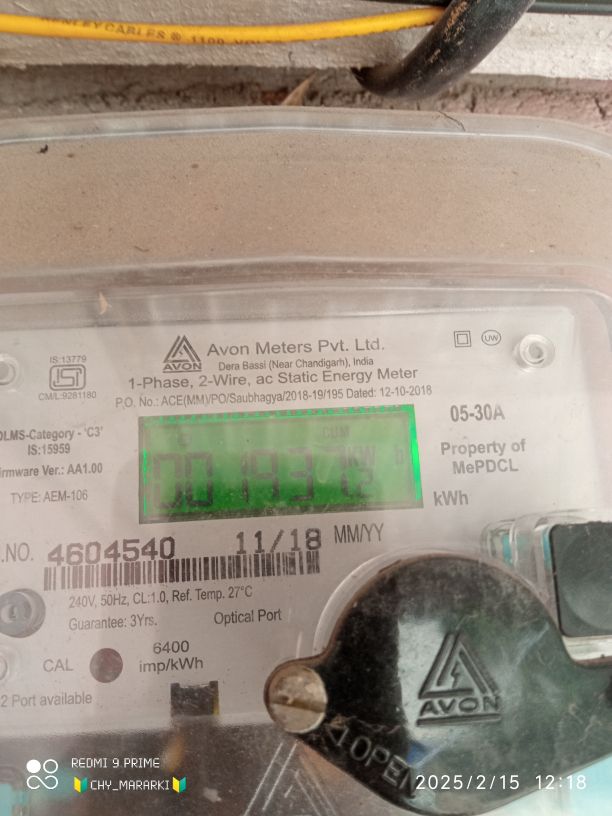 Avon Meters Pvt. Ltd.
Dera Bassi (Near Chandigarh), India
1-Phase, 2-Wire, ac Static Energy Meter
P.O. No.: ACE(MM)/PO/Saubhagya/2018-19/195 Dated: 12-10-2018
IS:13779
CM/L:9281180
AVON
UW
DLMS-Category - 'C3'
IS:15959
Firmware Ver.: AA1.00
TYPE: AEM-106
CUM
05-30A
Property of
MePDCL
kWh
.NO. 4604540 11/18 MM/YY
240V, 50Hz, CL:1.0, Ref. Temp. 27°C
Guarantee: 3Yrs. Optical Port
CAL 6400
imp/kWh
2 Port available
AVON
OPEN
REDMI 9 PRIME
CHY_MARARKI
2025/2/15 12:18